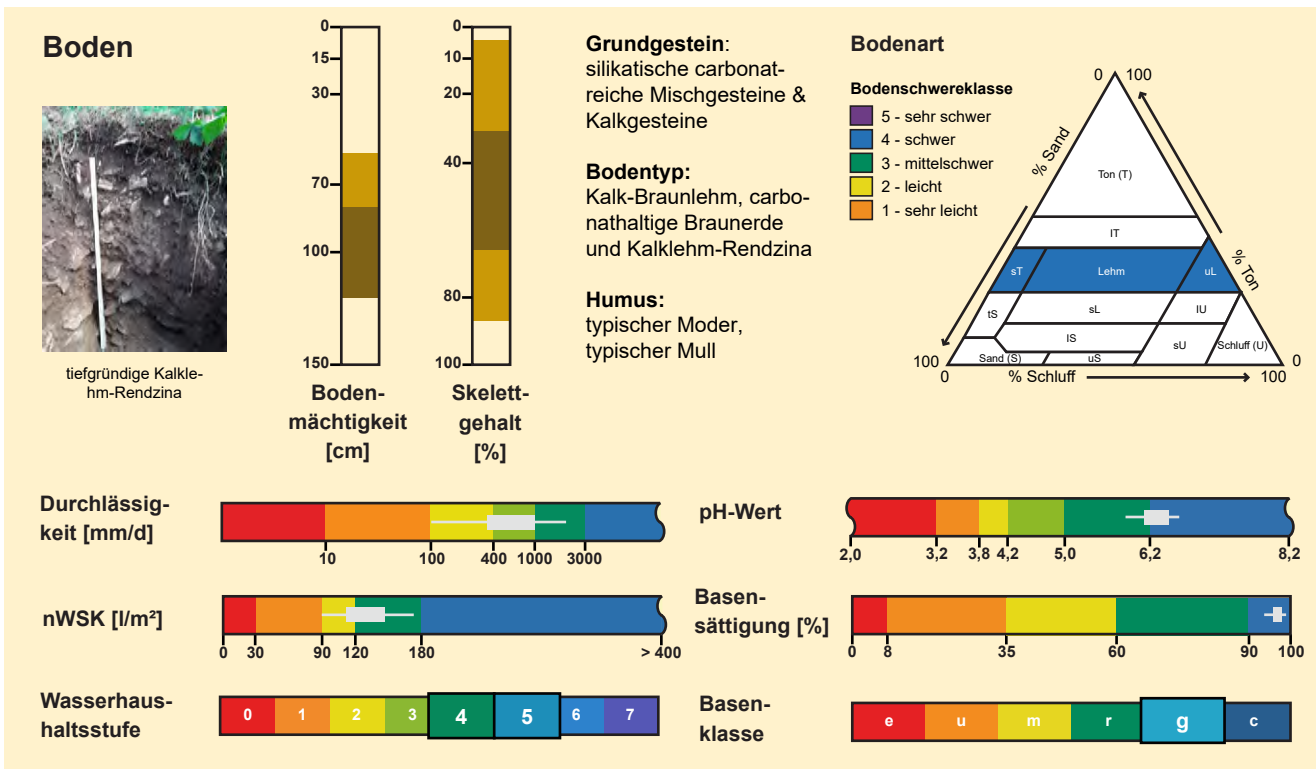 Boden
tiefgründige Kalkle-
hm-Rendzina
0
15
30
70
100
150
Boden-
mächtigkeit
[cm]
0
10
20
40
80
100
Skelett-
gehalt
[%]
Grundgestein:
silikatische carbonat-
reiche Mischgesteine &
Kalkgesteine
Bodentyp:
Kalk-Braunlehm, carbo-
nathaltige Braunerde
und Kalklehm-Rendzina
Humus:
typischer Moder,
typischer Mull
Bodenart
Bodenschwereklasse
5 - sehr schwer
4 - schwer
3 - mittelschwer
2 - leicht
1 - sehr leicht
0 100
% Sand
% Ton
Ton (T)
lT
sT Lehm uL
tS sL lU
lS
Sand (S) uS sU Schluff (U)
100 0
0 % Schluff 100
Durchlässig-
keit [mm/d]
10 100 400 1000 3000
pH-Wert
2,0 3,2 3,8 4,2 5,0 6,2 8,2
nWSK [l/m²]
0 30 90 120 180 > 400
Basen-
sättigung [%]
0 8 35 60 90 100
Wasserhaus-
haltsstufe
0 1 2 3 4 5 6 7
Basen-
klasse
e u m r g c